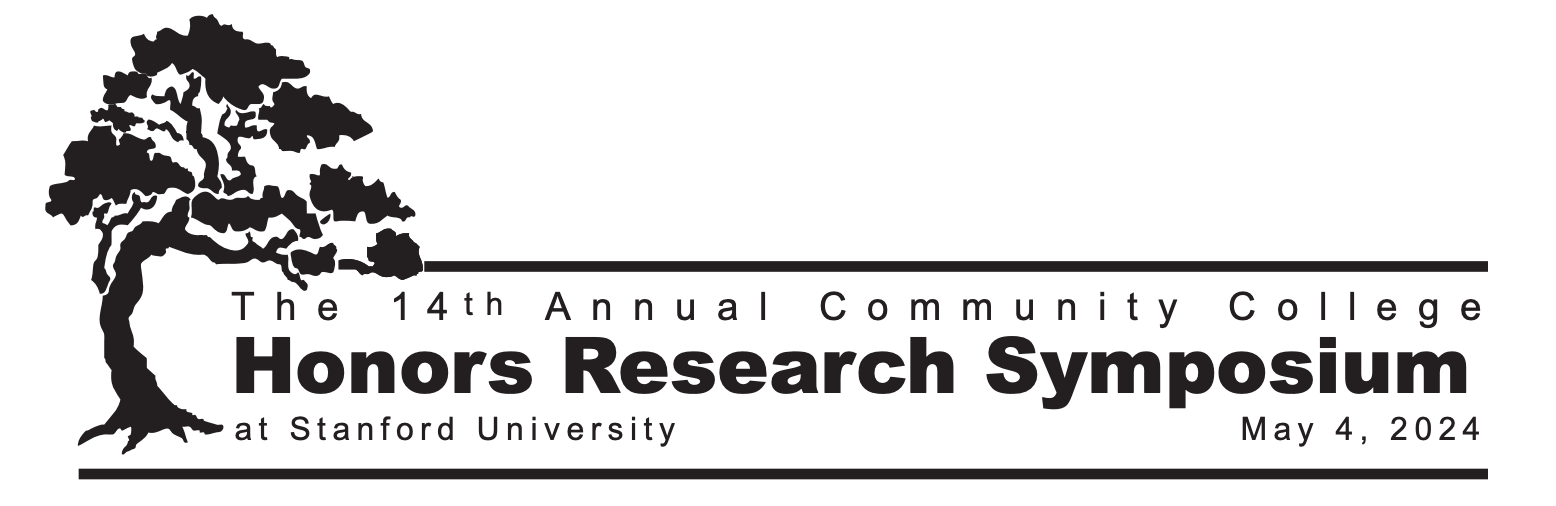 The 14th Annual Community College
Honors Research Symposium
at Stanford University May 4, 2024